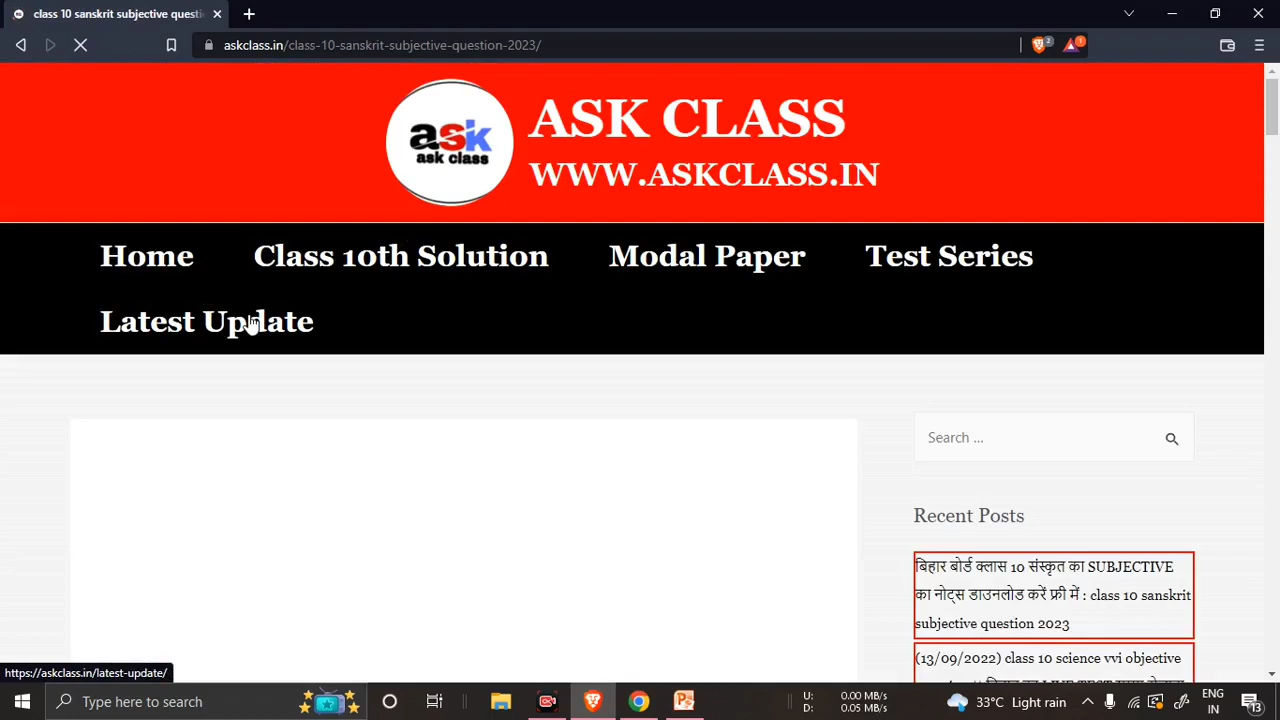 class 10 sanskrit subjective questi
askclass.in/class-10-sanskrit-subjective-question-2023/
2
1
ask
ask class
ASK CLASS
WWW.ASKCLASS.IN
Home
Class 10th Solution
Modal Paper
Test Series
Latest Update
Search ...
Recent Posts
बिहार बोर्ड क्लास 10 संस्कृत का SUBJECTIVE
का नोट्स डाउनलोड करें फ्री में : class 10 sanskrit
subjective question 2023
(13/09/2022) class 10 science vvi objective
https://askclass.in/latest-update/
Type here to search
U: 0.00 MB/s
D: 0.05 MB/s
33°C Light rain
ENG
IN
13